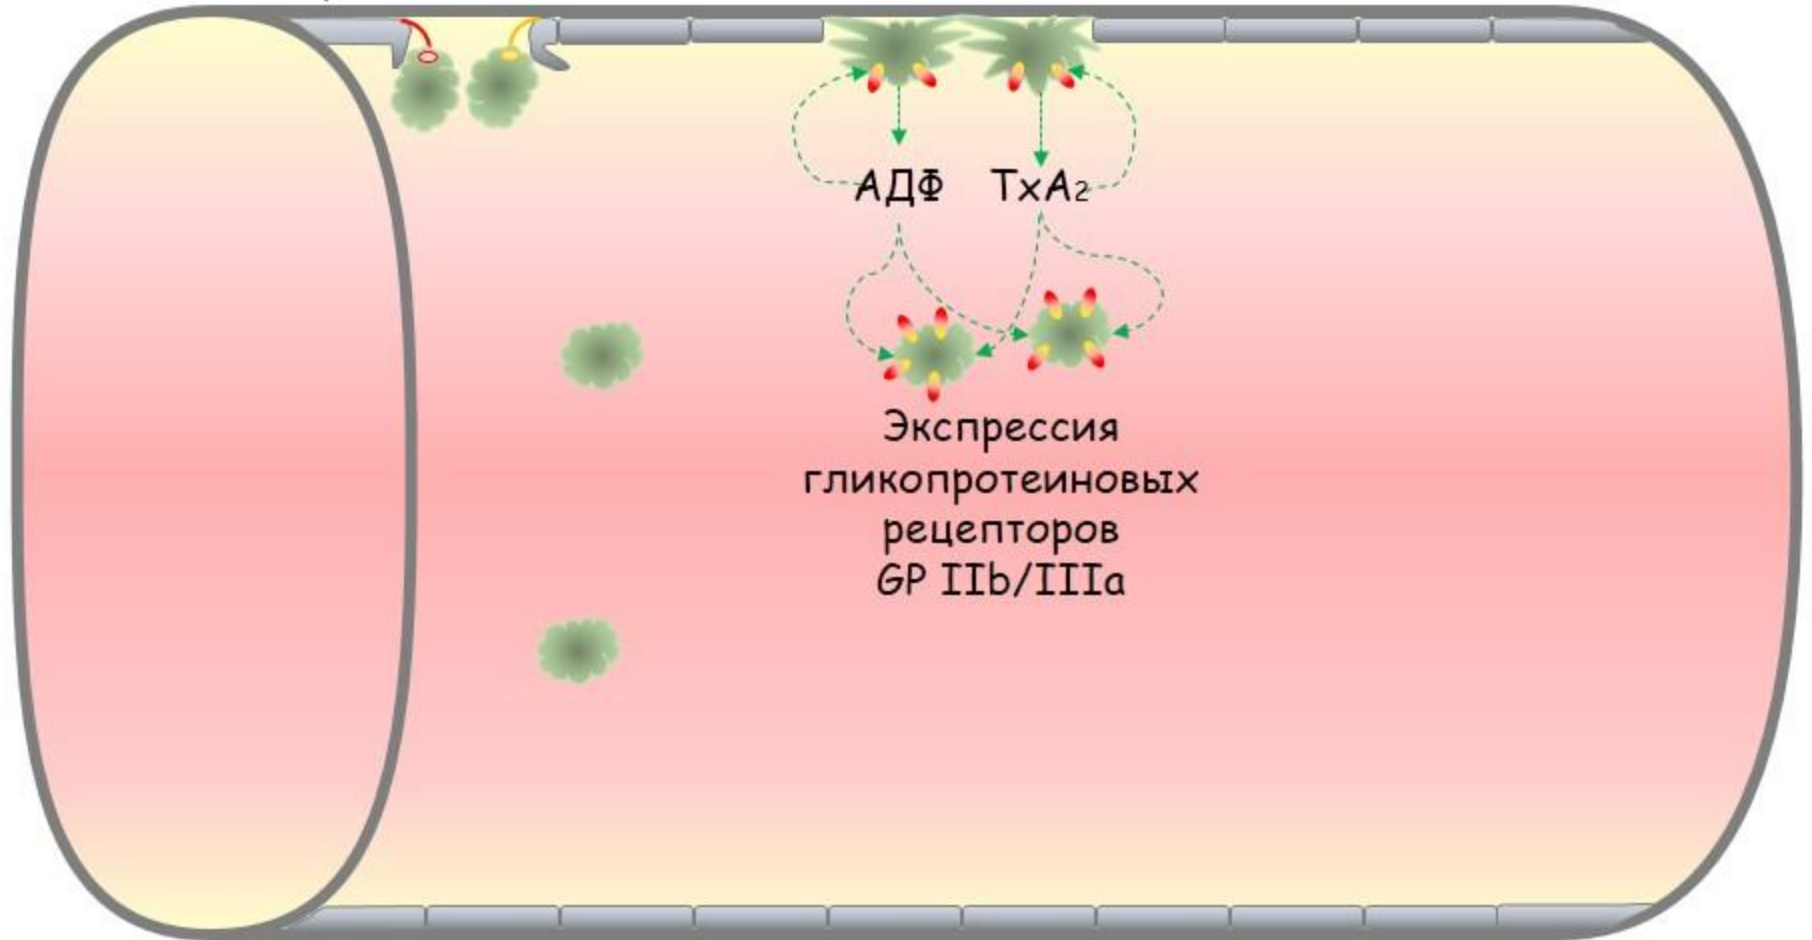 АДФ TxA₂
Экспрессия
гликопротеиновых
рецепторов
GP IIb/IIIa